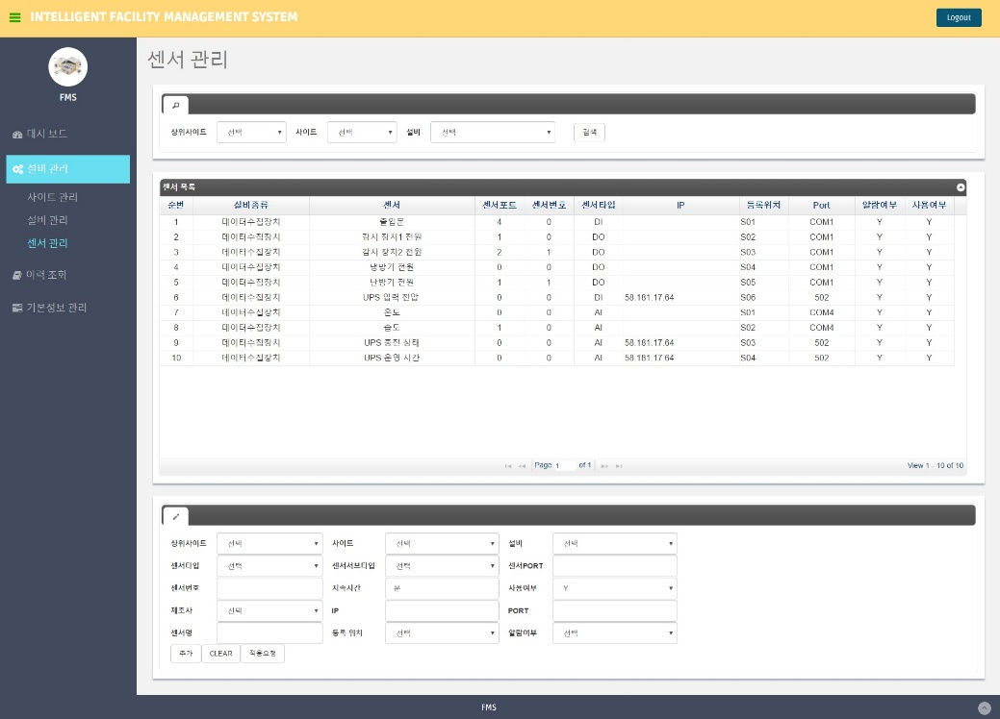 INTELLIGENT FACILITY MANAGEMENT SYSTEM Logout
FMS
대시 보드
설비 관리
사이트 관리
설비 관리
센서 관리
이력 조회
기본정보 관리
센서 관리
상위사이트 선택 사이트 선택 설비 선택 검색
센서 목록
순번 설비종류 센서 센서포트 센서번호 센서타입 IP 등록위치 Port 알람여부 사용여부
1 데이터수집장치 출입문 4 0 DI S01 COM1 Y Y
2 데이터수집장치 감시 장치1 전원 1 0 DO S02 COM1 Y Y
3 데이터수집장치 감시 장치2 전원 2 1 DO S03 COM1 Y Y
4 데이터수집장치 냉방기 전원 0 0 DO S04 COM1 Y Y
5 데이터수집장치 난방기 전원 1 1 DO S05 COM1 Y Y
6 데이터수집장치 UPS 입력 전압 0 0 DI 58.181.17.64 S06 502 Y Y
7 데이터수집장치 온도 0 0 AI S01 COM4 Y Y
8 데이터수집장치 습도 1 0 AI S02 COM4 Y Y
9 데이터수집장치 UPS 충전 상태 0 0 AI 58.181.17.64 S03 502 Y Y
10 데이터수집장치 UPS 운영 시간 0 0 AI 58.181.17.64 S04 502 Y Y
Page 1 of 1 View 1 - 10 of 10
상위사이트 선택 사이트 선택 설비 선택
센서타입 선택 센서서브타입 선택 센서PORT
센서번호 지속시간 분 사용여부 Y
제조사 선택 IP PORT
센서명 등록 위치 선택 알람여부 선택
추가 CLEAR 적용요청
FMS